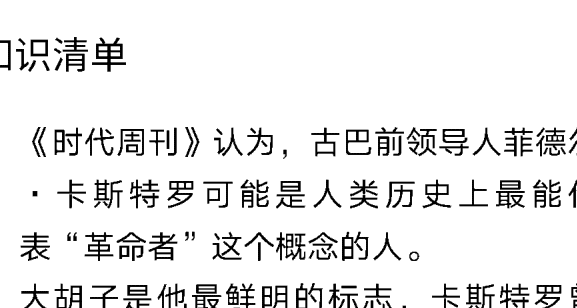 识清单
《时代周刊》认为，古巴前领导人菲德
·卡斯特罗可能是人类历史上最能
表“革命者”这个概念的人。
大胡子是他最鲜明的标志，卡斯特罗